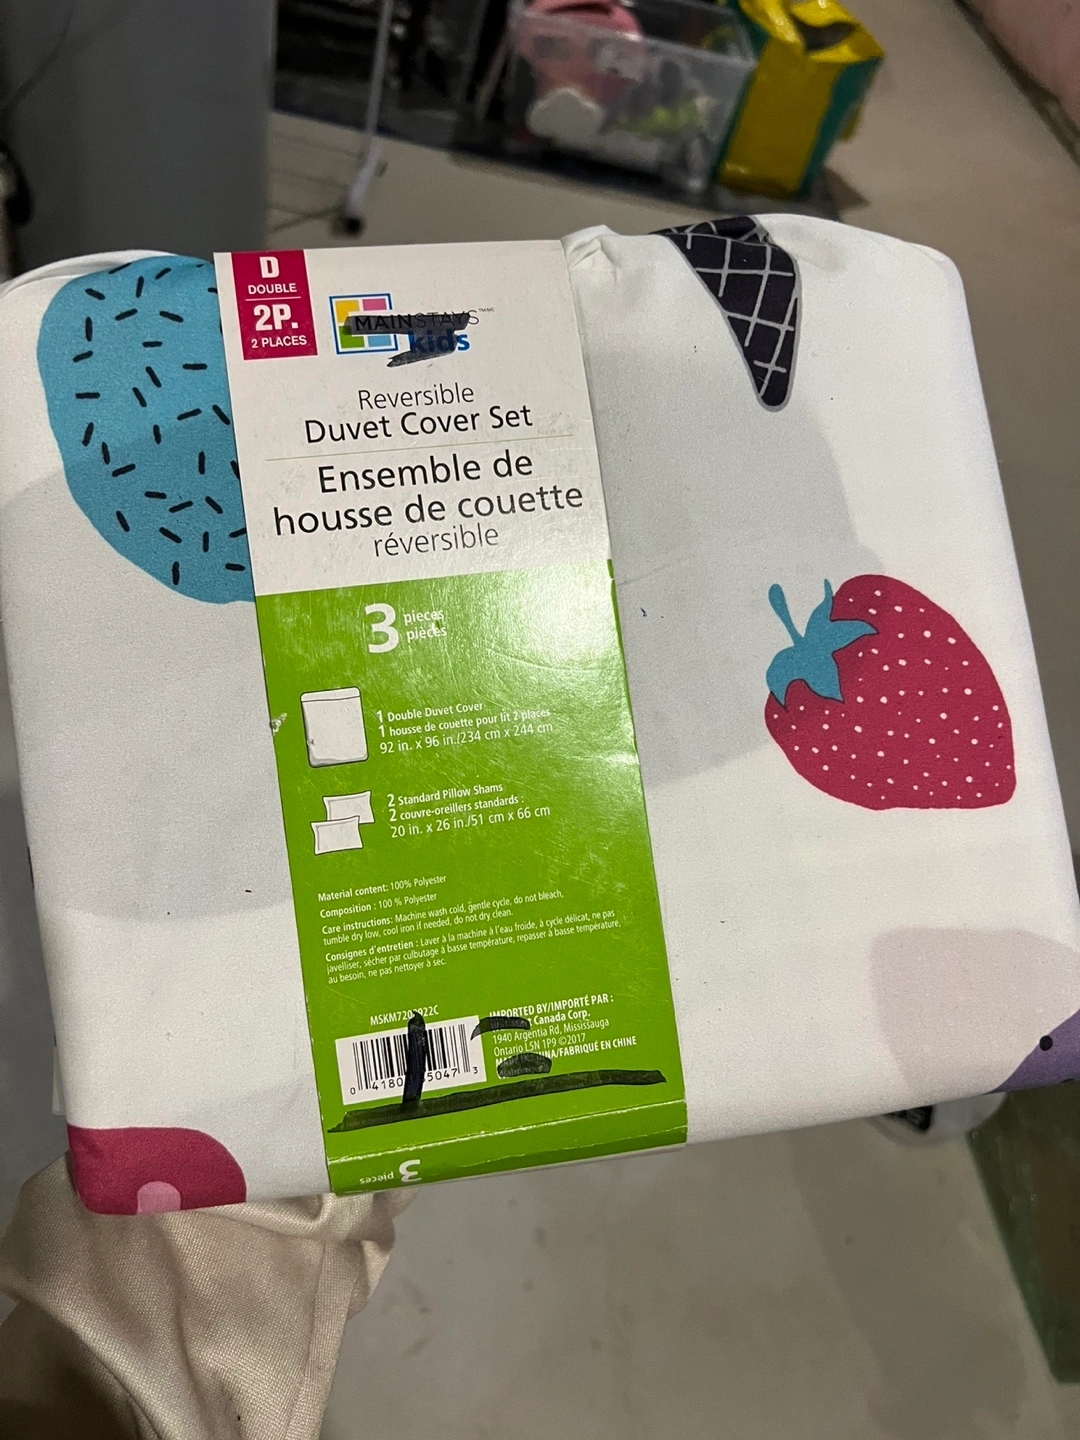 D
DOUBLE
2P.
2 PLACES
MAINSTAYS
kids
Reversible
Duvet Cover Set
Ensemble de
housse de couette
réversible
3 pieces
pièces
1 Double Duvet Cover
1 housse de couette pour lit 2 places
92 in. x 96 in./234 cm x 244 cm
2 Standard Pillow Shams
2 couvre-oreillers standards :
20 in. x 26 in./51 cm x 66 cm
Material content: 100% Polyester
Composition : 100 % Polyester
Care instructions: Machine wash cold, gentle cycle, do not bleach,
tumble dry low, cool iron if needed, do not dry clean.
Consignes d'entretien : Laver à la machine à l'eau froide, à cycle délicat, ne pas
javelliser, sécher par culbutage à basse température, repasser à basse température,
au besoin, ne pas nettoyer à sec.
IMPORTED BY/IMPORTÉ PAR :
Canada Corp.
1940 Argentia Rd, Mississauga
Ontario L5N 1P9 ©2017
FABRIQUÉ EN CHINE
3 pieces